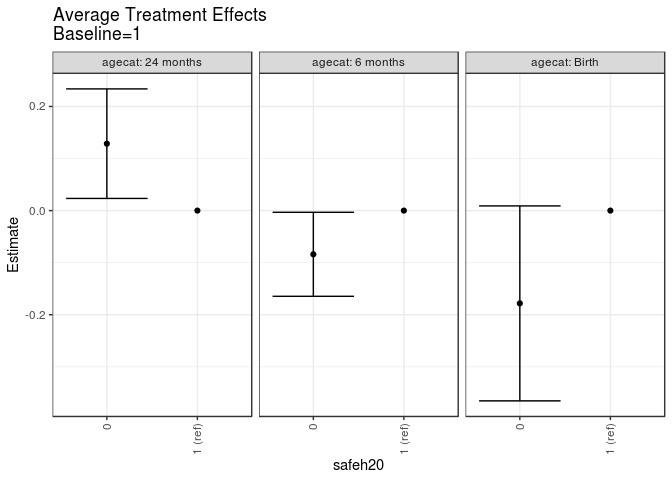 Average Treatment Effects
Baseline=1
agecat: 24 months
agecat: 6 months
agecat: Birth
Estimate
0.2
0.0
-0.2
0
1 (ref)
0
1 (ref)
0
1 (ref)
safeh20